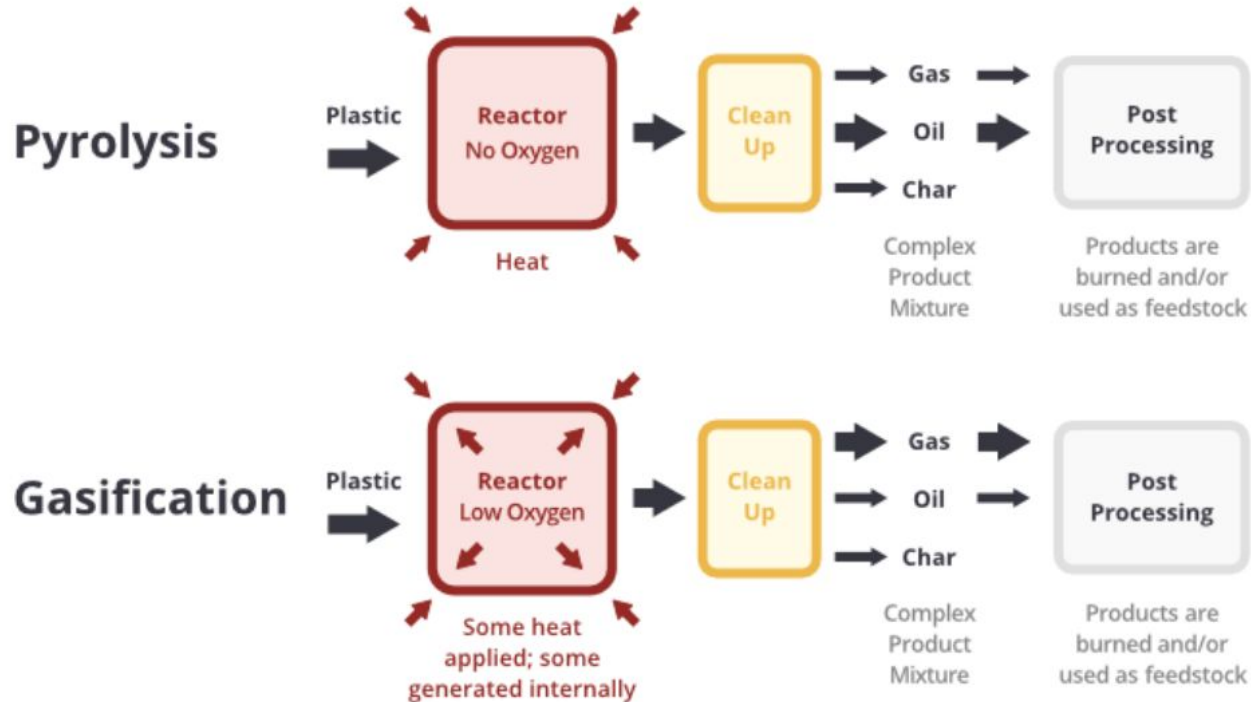 Pyrolysis
Plastic
Reactor
No Oxygen
Heat
Clean
Up
Gas
Oil
Char
Complex
Product
Mixture
Post
Processing
Products are
burned and/or
used as feedstock
Gasification
Plastic
Reactor
Low Oxygen
Some heat
applied; some
generated internally
Clean
Up
Gas
Oil
Char
Complex
Product
Mixture
Post
Processing
Products are
burned and/or
used as feedstock